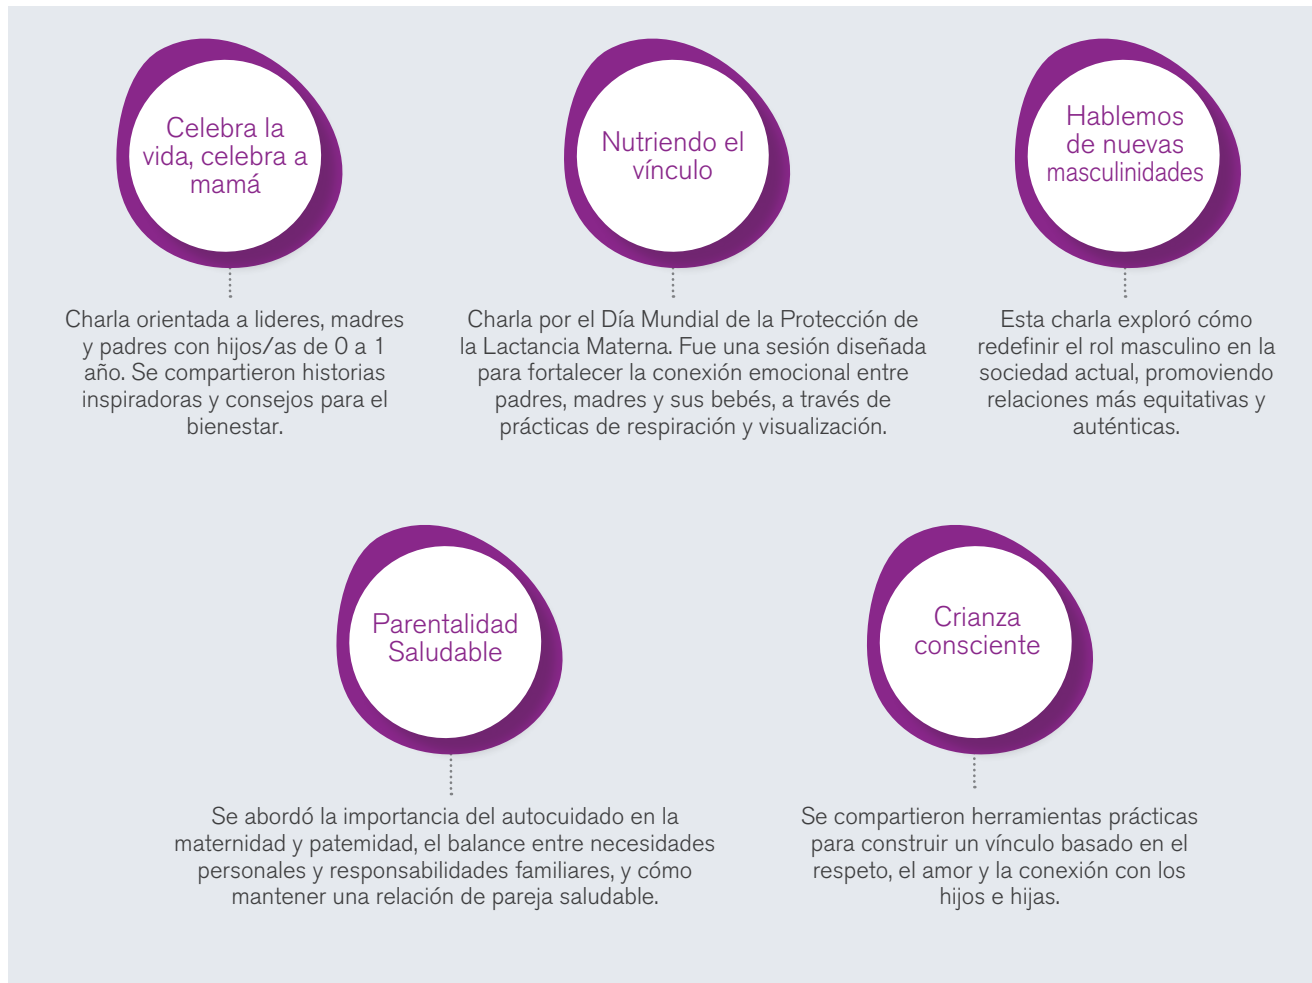 Celebra la
vida, celebra a
mamá
Charla orientada a lideres, madres
y padres con hijos/as de 0 a 1
año. Se compartieron historias
inspiradoras y consejos para el
bienestar.
Nutriendo el
vínculo
Charla por el Día Mundial de la Protección de
la Lactancia Materna. Fue una sesión diseñada
para fortalecer la conexión emocional entre
padres, madres y sus bebés, a través de
prácticas de respiración y visualización.
Hablemos
de nuevas
masculinidades
Esta charla exploró cómo
redefinir el rol masculino en la
sociedad actual, promoviendo
relaciones más equitativas y
auténticas.
Parentalidad
Saludable
Se abordó la importancia del autocuidado en la
maternidad y patemidad, el balance entre necesidades
personales y responsabilidades familiares, y cómo
mantener una relación de pareja saludable.
Crianza
consciente
Se compartieron herramientas prácticas
para construir un vínculo basado en el
respeto, el amor y la conexión con los
hijos e hijas.